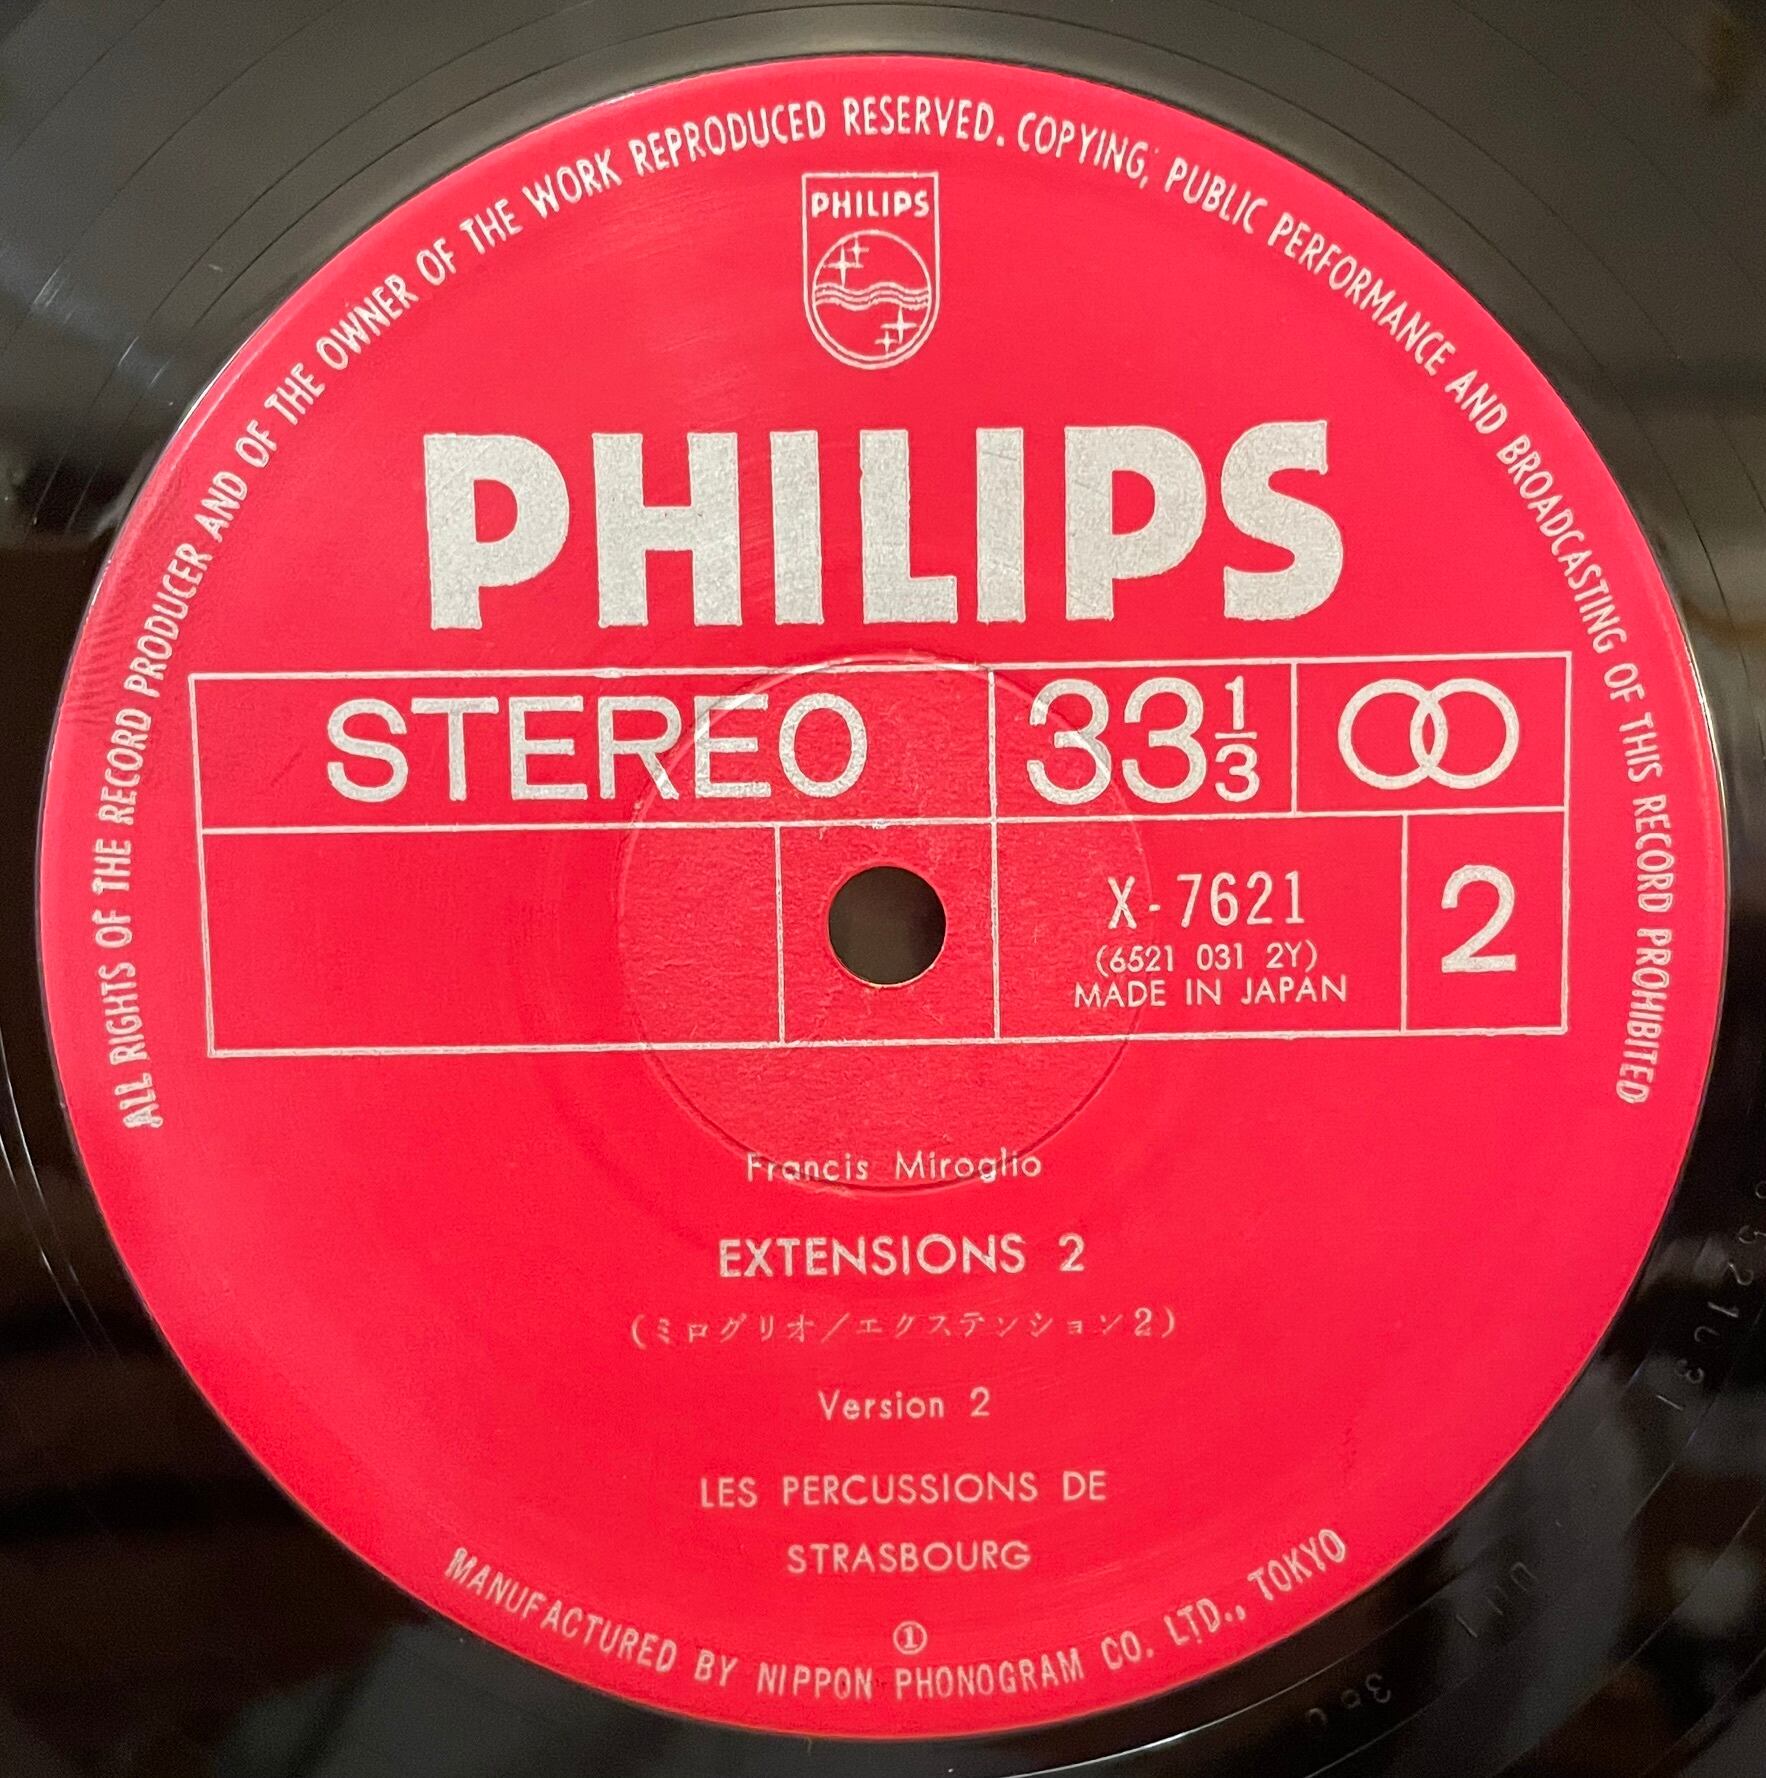 ALL RIGHTS OF THE RECORD PRODUCER AND OF THE OWNER OF THE WORK REPRODUCED RESERVED. COPYING, PUBLIC PERFORMANCE AND BROADCASTING OF THIS RECORD PROHIBITED
PHILIPS
PHILIPS
STEREO 33 1/3
X-7621
(6521 031 2Y)
MADE IN JAPAN
2
Francis Miroglio
EXTENSIONS 2
(ミログリオ/エクステンション2)
Version 2
LES PERCUSSIONS DE
STRASBOURG
①
MANUFACTURED BY NIPPON PHONOGRAM CO. LTD., TOKYO